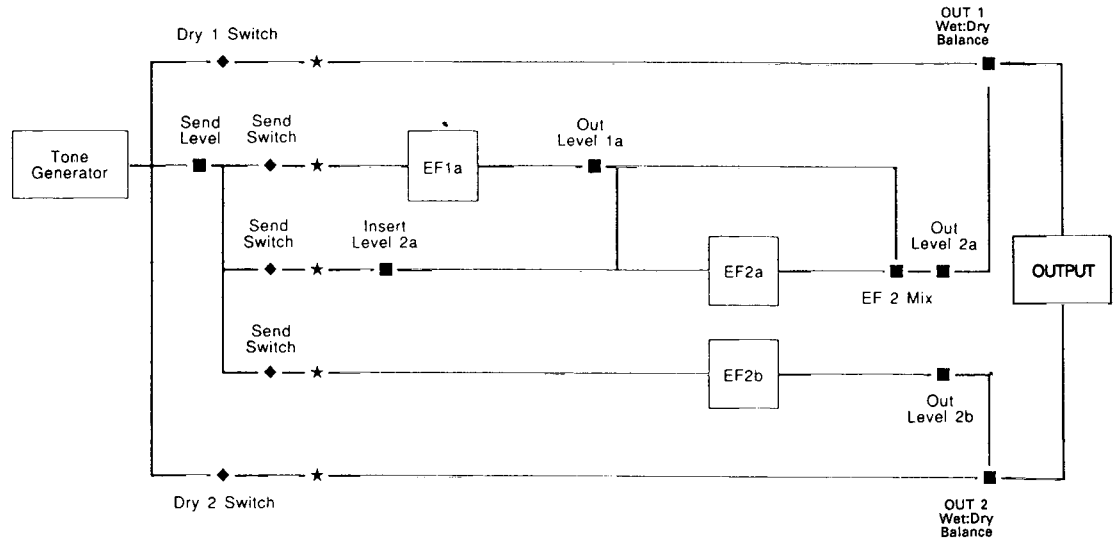 OUT 1
Wet:Dry
Balance
Dry 1 Switch
Send
Level
Send
Switch
Out
Level 1a
Tone
Generator
EF1a
Send
Switch
Insert
Level 2a
Out
Level 2a
EF2a
EF 2 Mix
OUTPUT
Send
Switch
EF2b
Out
Level 2b
Dry 2 Switch
OUT 2
Wet:Dry
Balance